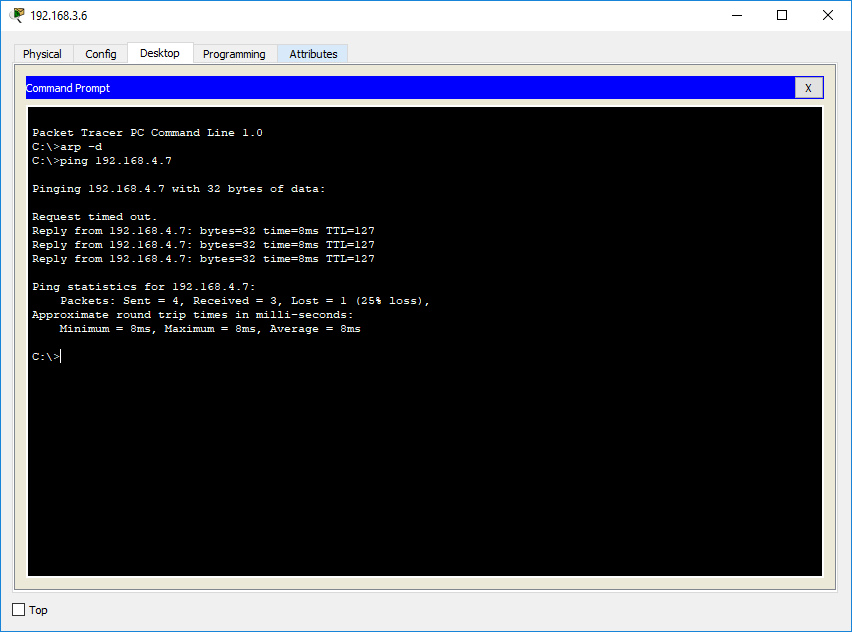 192.168.3.6
Physical Config Desktop Programming Attributes
Command Prompt X
Packet Tracer PC Command Line 1.0
C:\>arp -d
C:\>ping 192.168.4.7
Pinging 192.168.4.7 with 32 bytes of data:
Request timed out.
Reply from 192.168.4.7: bytes=32 time=8ms TTL=127
Reply from 192.168.4.7: bytes=32 time=8ms TTL=127
Reply from 192.168.4.7: bytes=32 time=8ms TTL=127
Ping statistics for 192.168.4.7:
Packets: Sent = 4, Received = 3, Lost = 1 (25% loss),
Approximate round trip times in milli-seconds:
Minimum = 8ms, Maximum = 8ms, Average = 8ms
C:\>
Top